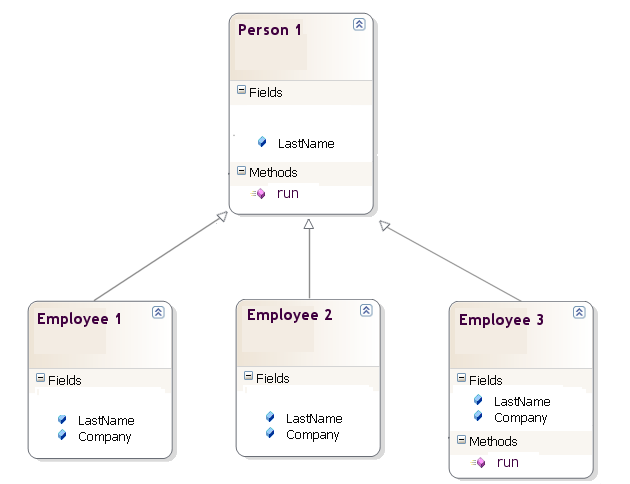 Person 1
Fields
LastName
Methods
run
Employee 1
Fields
LastName
Company
Employee 2
Fields
LastName
Company
Employee 3
Fields
LastName
Company
Methods
run